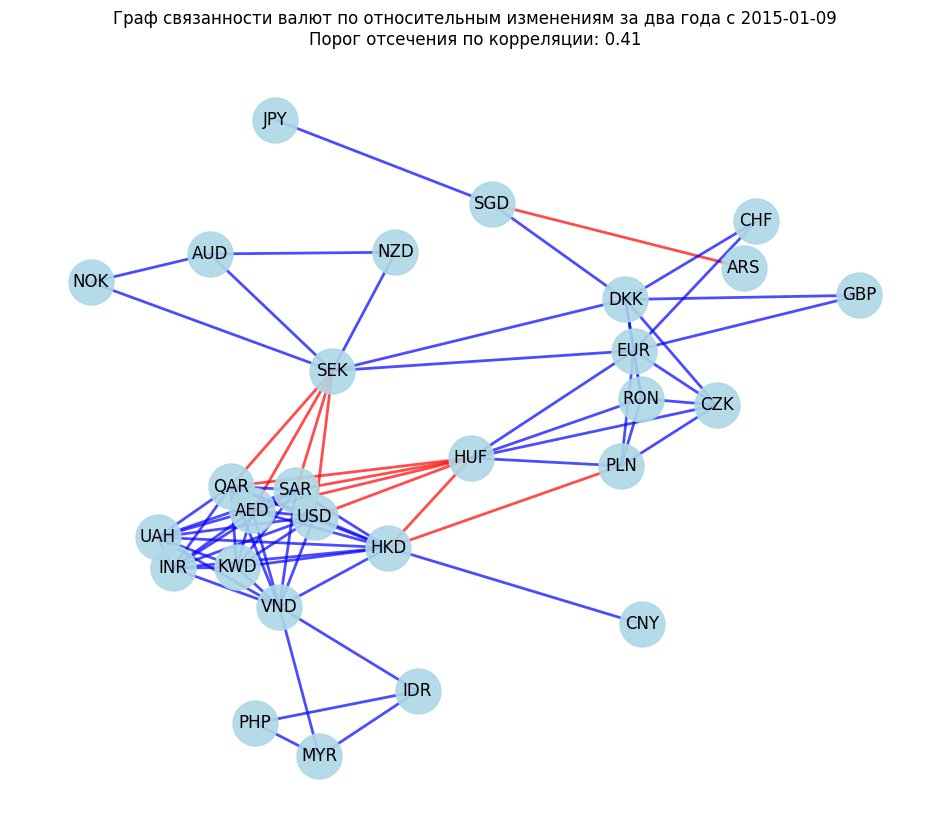 Граф связанности валют по относительным изменениям за два года с 2015-01-09
Порог отсечения по корреляции: 0.41
JPY
SGD
CHF
AUD
NZD
ARS
NOK
GBP
DKK
EUR
SEK
RON
CZK
HUF
PLN
QAR
SAR
AED
USD
UAH
HKD
INR
KWD
VND
CNY
IDR
PHP
MYR